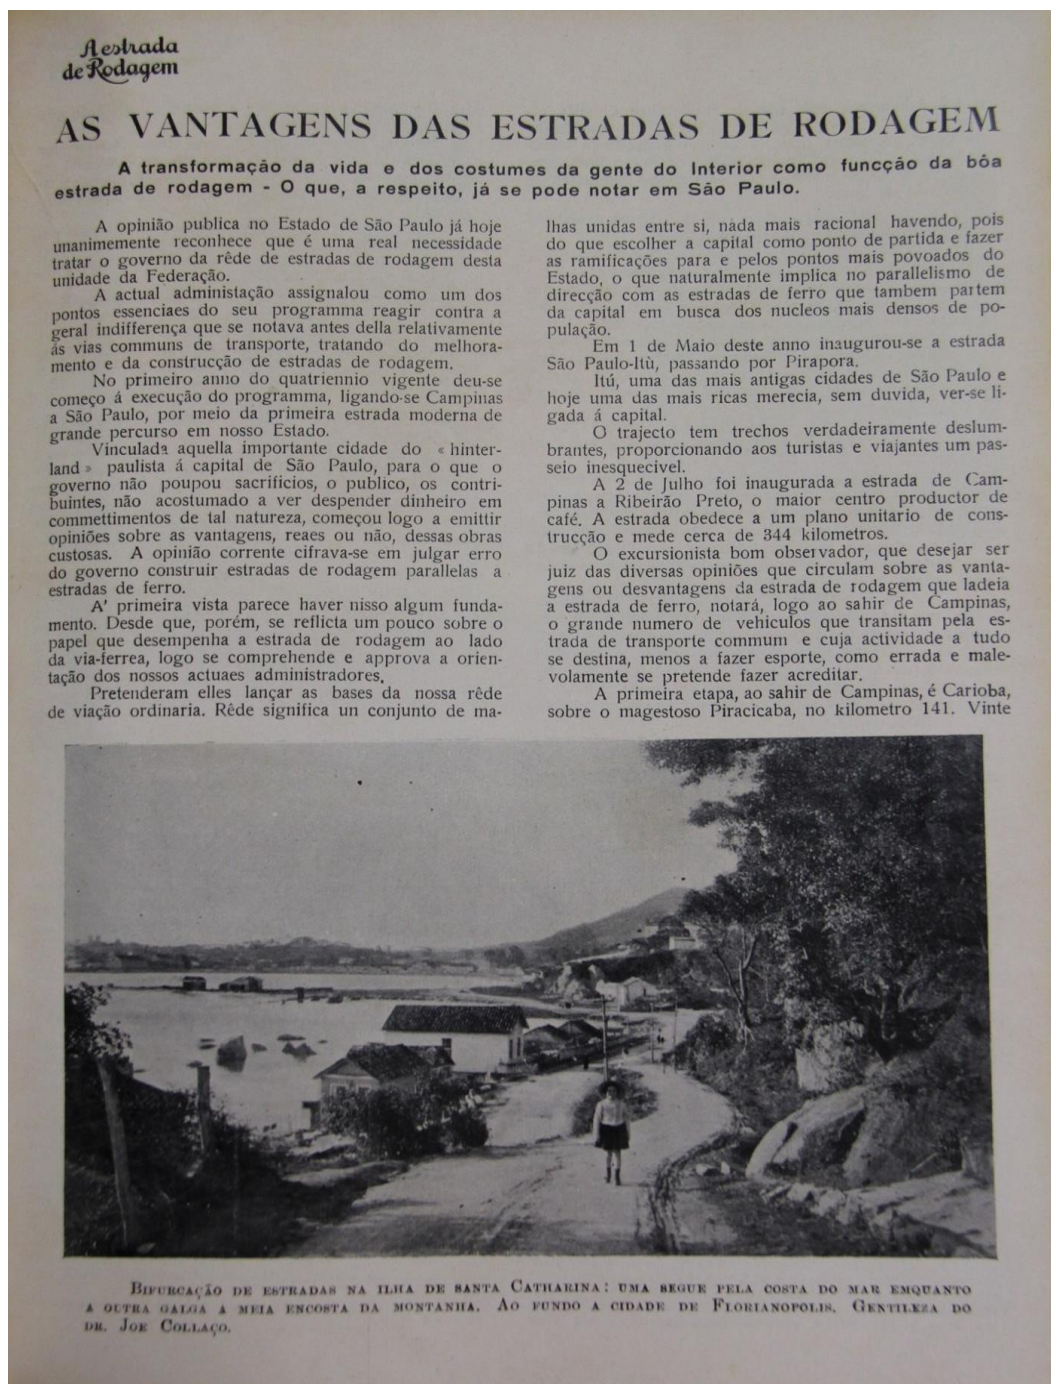 A estrada
de Rodagem
AS VANTAGENS DAS ESTRADAS DE RODAGEM
A transformação da vida e dos costumes da gente do Interior como funcção da bôa
estrada de rodagem - O que, a respeito, já se pode notar em São Paulo.
A opinião publica no Estado de São Paulo já hoje
unanimemente reconhece que é uma real necessidade
tratar o governo da rêde de estradas de rodagem desta
unidade da Federação.
A actual administação assignalou como um dos
pontos essenciaes do seu programma reagir contra a
geral indifferença que se notava antes della relativamente
ás vias communs de transporte, tratando do melhora-
mento e da construcção de estradas de rodagem.
No primeiro anno do quatriennio vigente deu-se
começo á execução do programma, ligando-se Campinas
a São Paulo, por meio da primeira estrada moderna de
grande percurso em nosso Estado.
Vinculada aquella importante cidade do « hinter-
land » paulista á capital de São Paulo, para o que o
governo não poupou sacrificios, o publico, os contri-
buintes, não acostumado a ver despender dinheiro em
commettimentos de tal natureza, começou logo a emittir
opiniões sobre as vantagens, reaes ou não, dessas obras
custosas. A opinião corrente cifrava-se em julgar erro
do governo construir estradas de rodagem parallelas a
estradas de ferro.
A' primeira vista parece haver nisso algum funda-
mento. Desde que, porém, se reflicta um pouco sobre o
papel que desempenha a estrada de rodagem ao lado
da via-ferrea, logo se comprehende e approva a orien-
tação dos nossos actuaes administradores.
Pretenderam elles lançar as bases da nossa rêde
de viação ordinaria. Rêde significa un conjunto de ma-
lhas unidas entre si, nada mais racional havendo, pois
do que escolher a capital como ponto de partida e fazer
as ramificações para e pelos pontos mais povoados do
Estado, o que naturalmente implica no parallelismo de
direcção com as estradas de ferro que tambem partem
da capital em busca dos nucleos mais densos de po-
pulação.
Em 1 de Maio deste anno inaugurou-se a estrada
São Paulo-Itù, passando por Pirapora.
Itú, uma das mais antigas cidades de São Paulo e
hoje uma das mais ricas merecia, sem duvida, ver-se li-
gada á capital.
O trajecto tem trechos verdadeiramente deslum-
brantes, proporcionando aos turistas e viajantes um pas-
seio inesquecivel.
A 2 de Julho foi inaugurada a estrada de Cam-
pinas a Ribeirão Preto, o maior centro productor de
café. A estrada obedece a um plano unitario de cons-
trucção e mede cerca de 344 kilometros.
O excursionista bom observador, que desejar ser
juiz das diversas opiniões que circulam sobre as vanta-
gens ou desvantagens da estrada de rodagem que ladeia
a estrada de ferro, notará, logo ao sahir de Campinas,
o grande numero de vehiculos que transitam pela es-
trada de transporte commum e cuja actividade a tudo
se destina, menos a fazer esporte, como errada e male-
volamente se pretende fazer acreditar.
A primeira etapa, ao sahir de Campinas, é Carioba,
sobre o magestoso Piracicaba, no kilometro 141. Vinte
Bifurcação de estradas na ilha de santa Catharina: uma segue pela costa do mar emquanto
a outra galga a meia encosta da montanha. Ao fundo a cidade de Florianopolis. Gentileza do
dr. Joe Collaço.